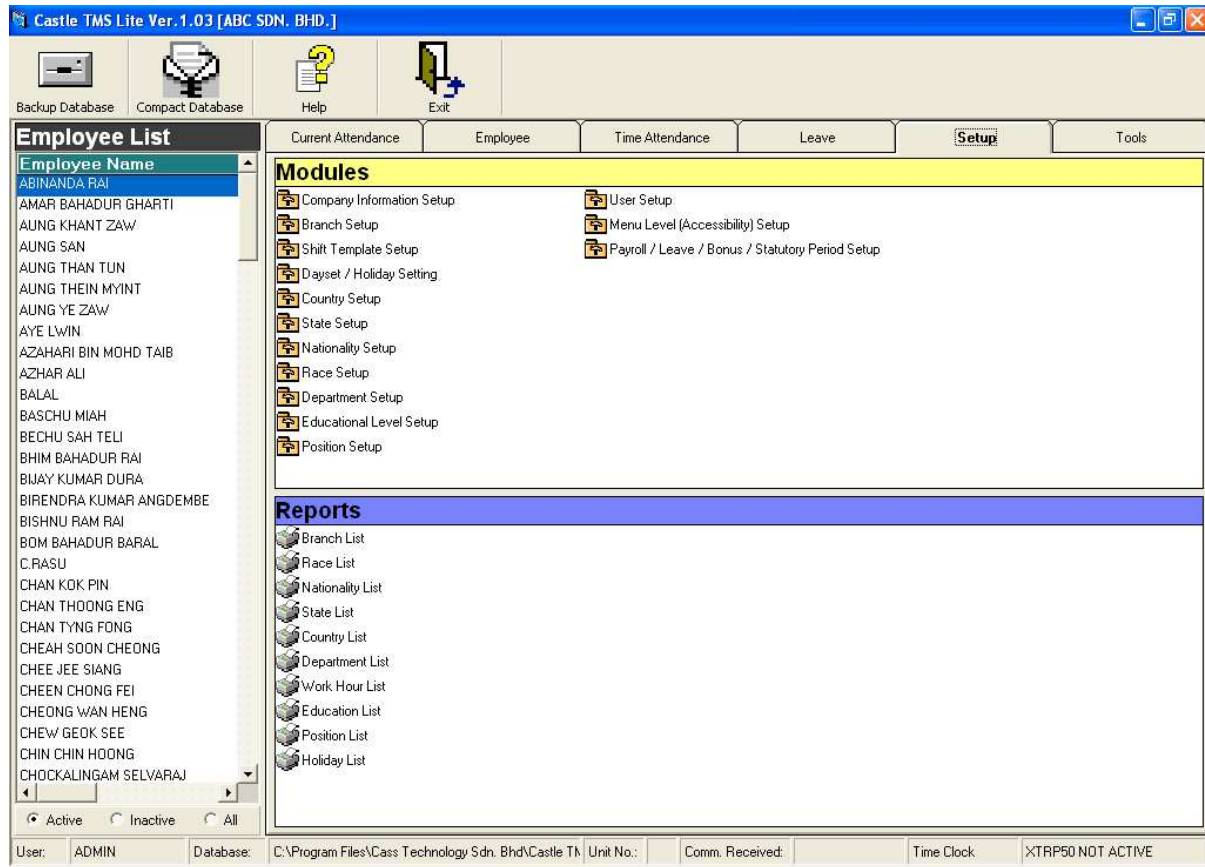 Castle TMS Lite Ver.1.03 [ABC SDN. BHD.]
Backup Database Compact Database Help Exit
Employee List
Current Attendance Employee Time Attendance Leave Setup Tools
Employee Name
ABINANDA RAI
AMAR BAHADUR GHARTI
AUNG KHANT ZAW
AUNG SAN
AUNG THAN TUN
AUNG THEIN MYINT
AUNG YE ZAW
AYE LWIN
AZAHARI BIN MOHD TAIB
AZHAR ALI
BALAL
BASCHU MIAH
BECHU SAH TELI
BHIM BAHADUR RAI
BIJAY KUMAR DURA
BIRENDRA KUMAR ANGDEMBE
BISHNU RAM RAI
BOM BAHADUR BARAL
C.RASU
CHAN KOK PIN
CHAN THOONG ENG
CHAN TYNG FONG
CHEAH SOON CHEONG
CHEE JEE SIANG
CHEEN CHONG FEI
CHEONG WAN HENG
CHEW GEOK SEE
CHIN CHIN HOONG
CHOCKALINGAM SELVARAJ
Active Inactive All
Modules
Company Information Setup
Branch Setup
Shift Template Setup
Dayset / Holiday Setting
Country Setup
State Setup
Nationality Setup
Race Setup
Department Setup
Educational Level Setup
Position Setup
User Setup
Menu Level (Accessibility) Setup
Payroll / Leave / Bonus / Statutory Period Setup
Reports
Branch List
Race List
Nationality List
State List
Country List
Department List
Work Hour List
Education List
Position List
Holiday List
User: ADMIN Database: C:\Program Files\Cass Technology Sdn. Bhd\Castle TM Unit No.: Comm. Received: Time Clock XTRP50 NOT ACTIVE